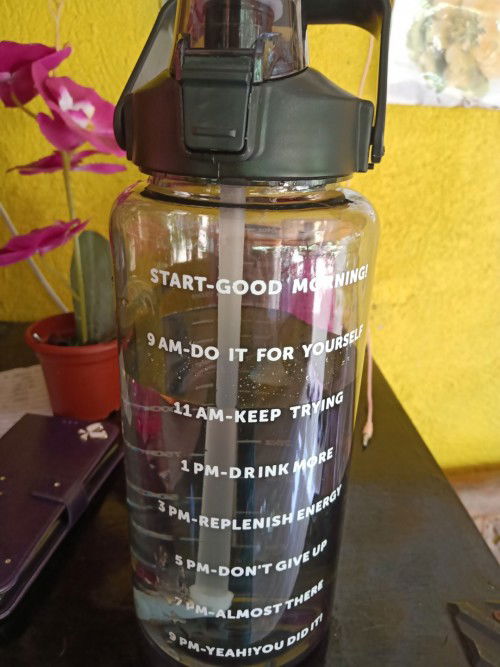 START-GOOD MORNING!
9 AM-DO IT FOR YOURSELF
11 AM-KEEP TRYING
1 PM-DRINK MORE
3 PM-REPLENISH ENERGY
5 PM-DON'T GIVE UP
7 PM-ALMOST THERE
9 PM-YEAH!YOU DID IT!